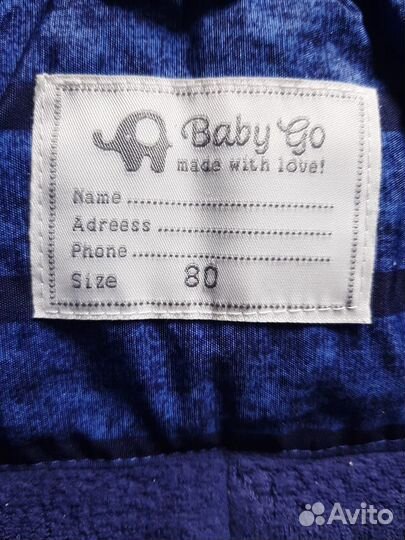 Baby Go
made with love!
Name
Adreess
Phone
Size 80
Avito